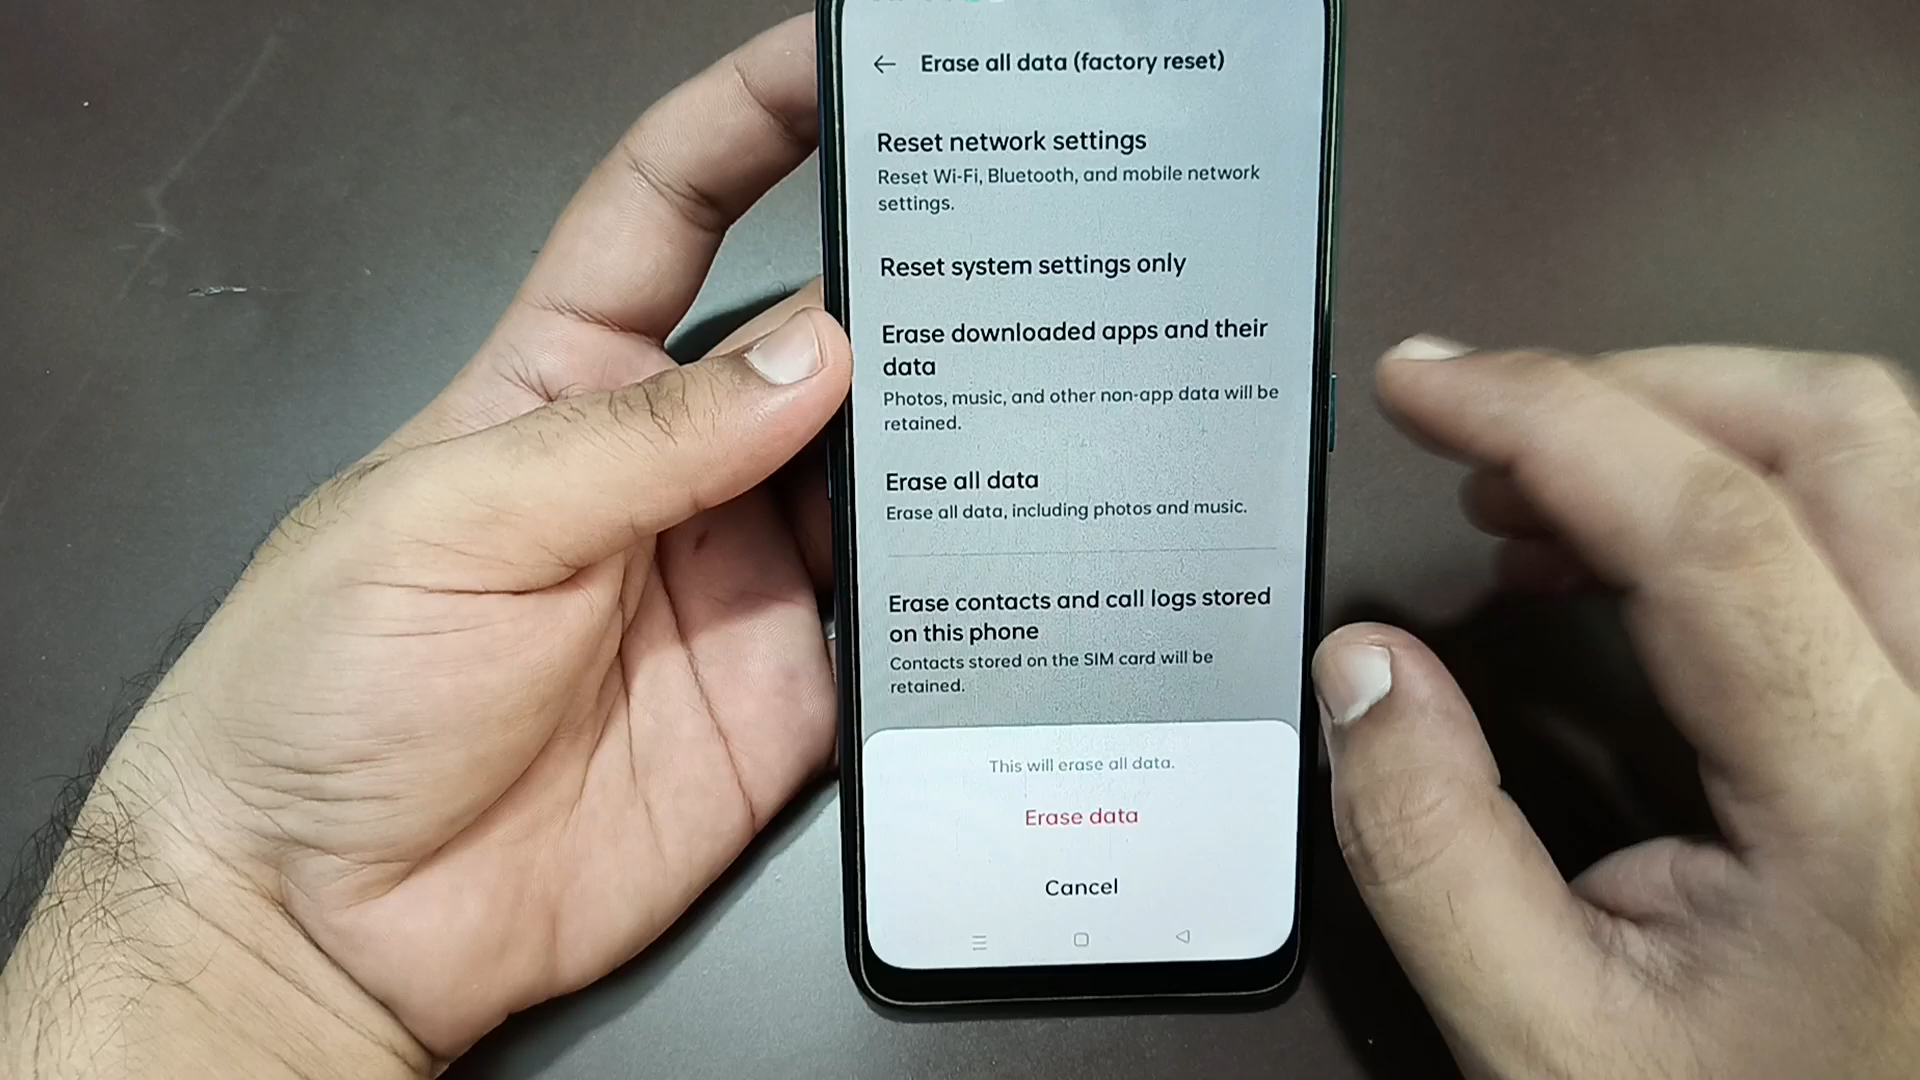 Erase all data (factory reset)
Reset network settings
Reset Wi-Fi, Bluetooth, and mobile network
settings.
Reset system settings only
Erase downloaded apps and their
data
Photos, music, and other non-app data will be
retained.
Erase all data
Erase all data, including photos and music.
Erase contacts and call logs stored
on this phone
Contacts stored on the SIM card will be
retained.
This will erase all data.
Erase data
Cancel